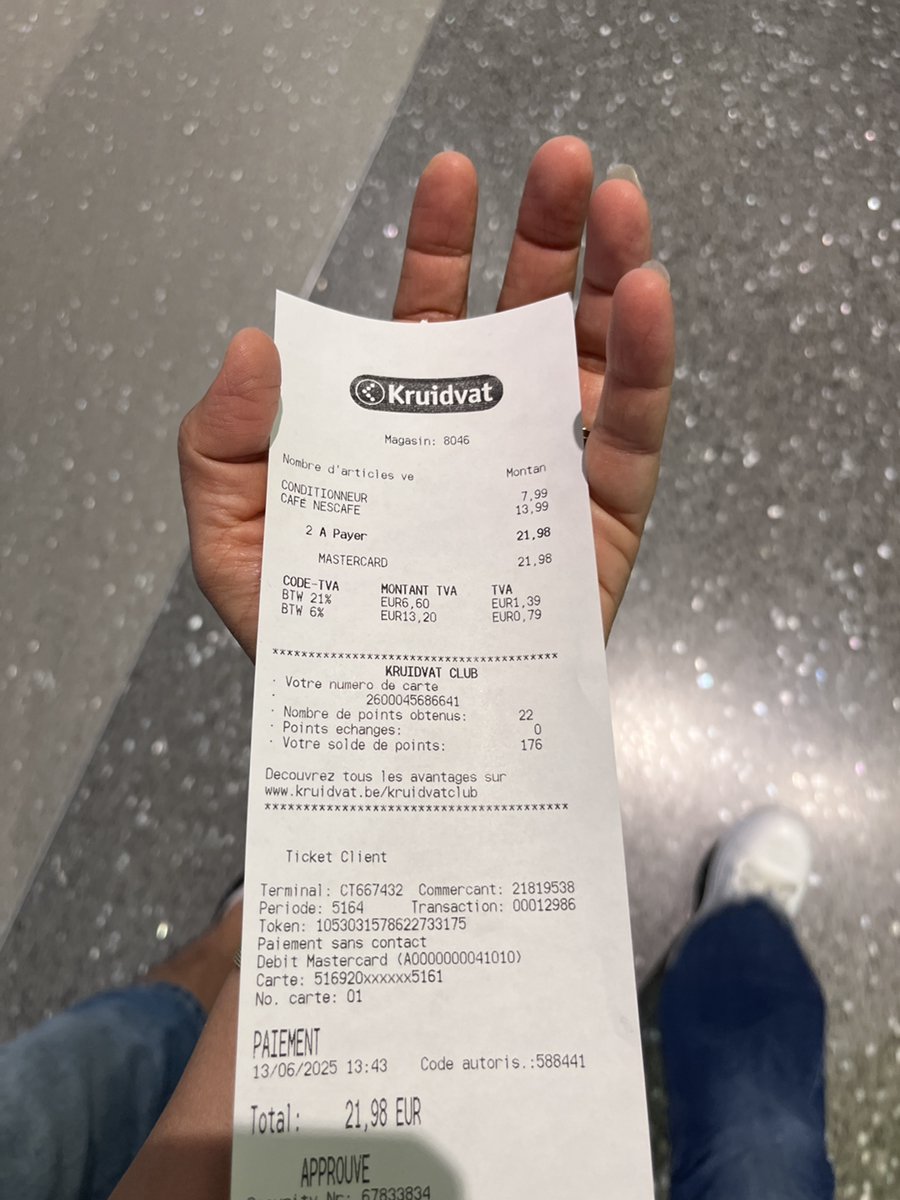 Kruidvat
Magasin: 8046
Nombre d'articles ve Montan
CONDITIONNEUR 7,99
CAFÉ NESCAFE 13,99
2 A Payer 21,98
MASTERCARD 21,98
CODE-TVA MONTANT TVA TVA
BTW 21% EUR6,60 EUR1,39
BTW 6% EUR13,20 EUR0,79
****************************************
KRUIDVAT CLUB
· Votre numero de carte
· 2600045686641
· Nombre de points obtenus: 22
· Points echanges: 0
· Votre solde de points: 176
Decouvrez tous les avantages sur
www.kruidvat.be/kruidvatclub
****************************************
Ticket Client
Terminal: CT667432 Commercant: 21819538
Periode: 5164 Transaction: 00012986
Token: 1053031578622733175
Paiement sans contact
Debit Mastercard (A0000000041010)
Carte: 516920xxxxxx5161
No. carte: 01
PAIEMENT
13/06/2025 13:43 Code autoris.:588441
Total: 21,98 EUR
APPROUVE
Nr: 67833834